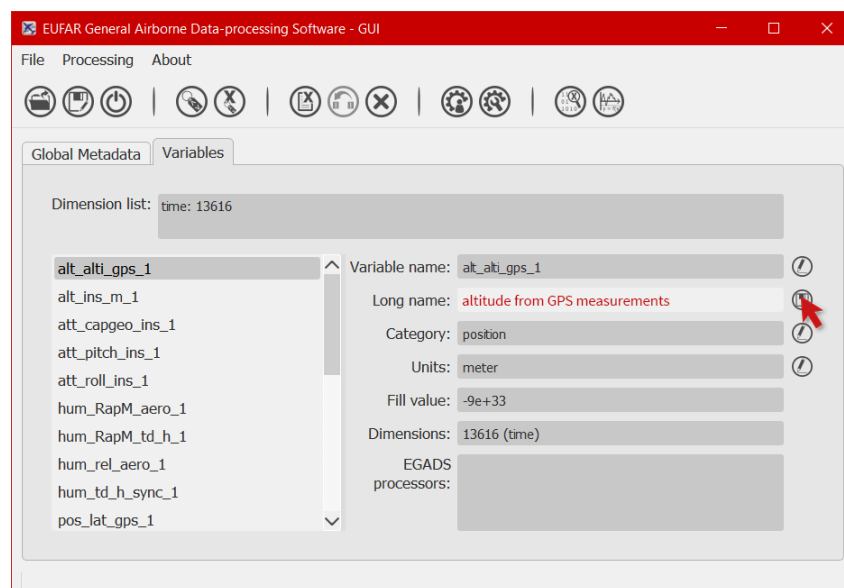 EUFAR General Airborne Data-processing Software - GUI
File Processing About
Global Metadata Variables
Dimension list: time: 13616
alt_alti_gps_1
alt_ins_m_1
att_capgeo_ins_1
att_pitch_ins_1
att_roll_ins_1
hum_RapM_aero_1
hum_RapM_td_h_1
hum_rel_aero_1
hum_td_h_sync_1
pos_lat_gps_1
Variable name: alt_alti_gps_1
Long name: altitude from GPS measurements
Category: position
Units: meter
Fill value: -9e+33
Dimensions: 13616 (time)
EGADS
processors: